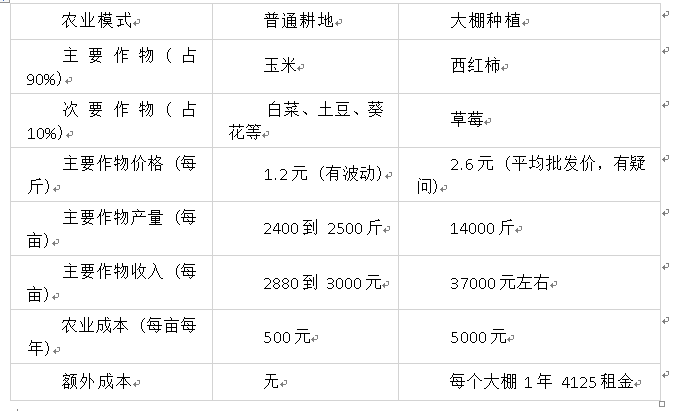 农业模式 普通耕地 大棚种植
主要作物（占
90%） 玉米 西红柿
次要作物（占
10%） 白菜、土豆、葵
花等 草莓
主要作物价格（每
斤） 1.2元（有波动） 2.6元（平均批发价，有疑
问）
主要作物产量（每
亩） 2400到 2500斤 14000斤
主要作物收入（每
亩） 2880到 3000元 37000元左右
农业成本（每亩每
年） 500元 5000元
额外成本 无 每个大棚1年 4125租金